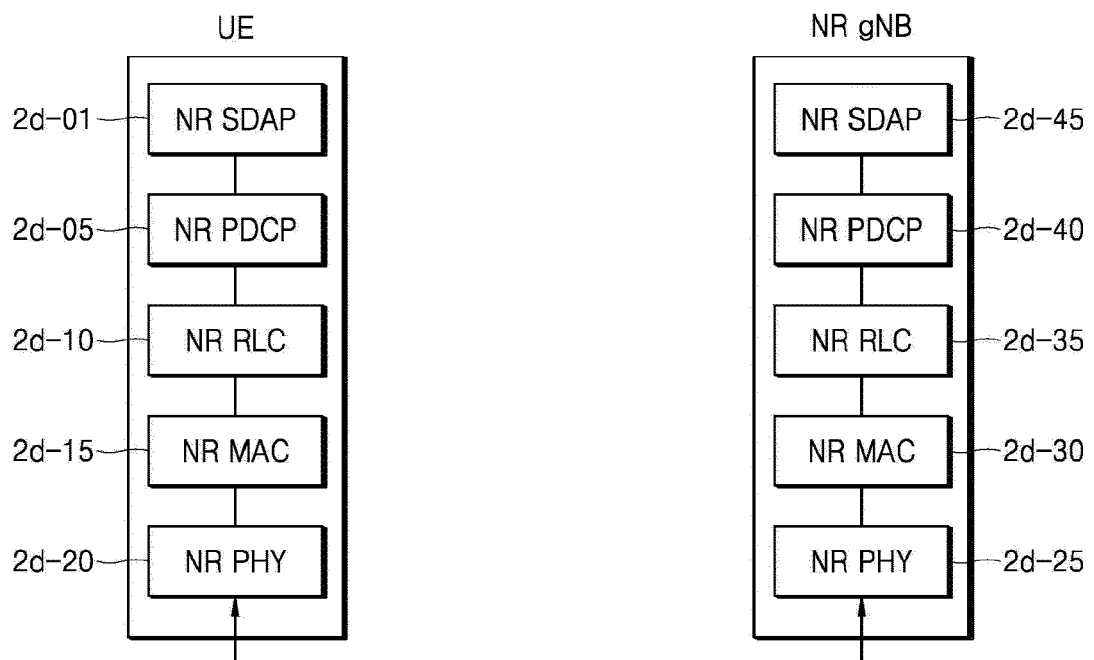 UE NR gNB
2d-01 NR SDAP NR SDAP 2d-45
2d-05 NR PDCP NR PDCP 2d-40
2d-10 NR RLC NR RLC 2d-35
2d-15 NR MAC NR MAC 2d-30
2d-20 NR PHY NR PHY 2d-25